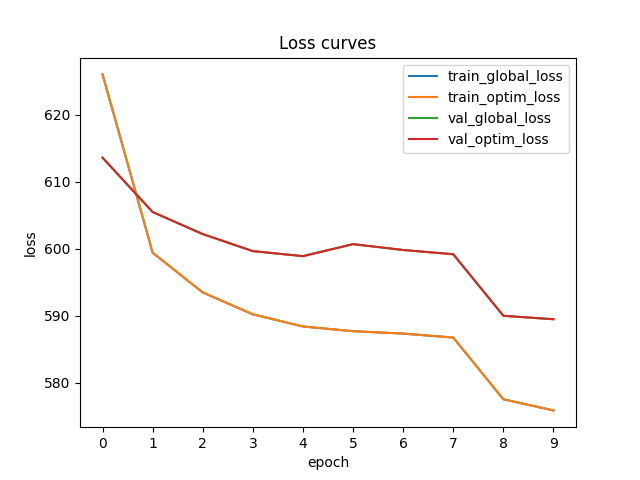 Loss curves
train_global_loss
train_optim_loss
val_global_loss
val_optim_loss
loss
620
610
600
590
580
0 1 2 3 4 5 6 7 8 9
epoch